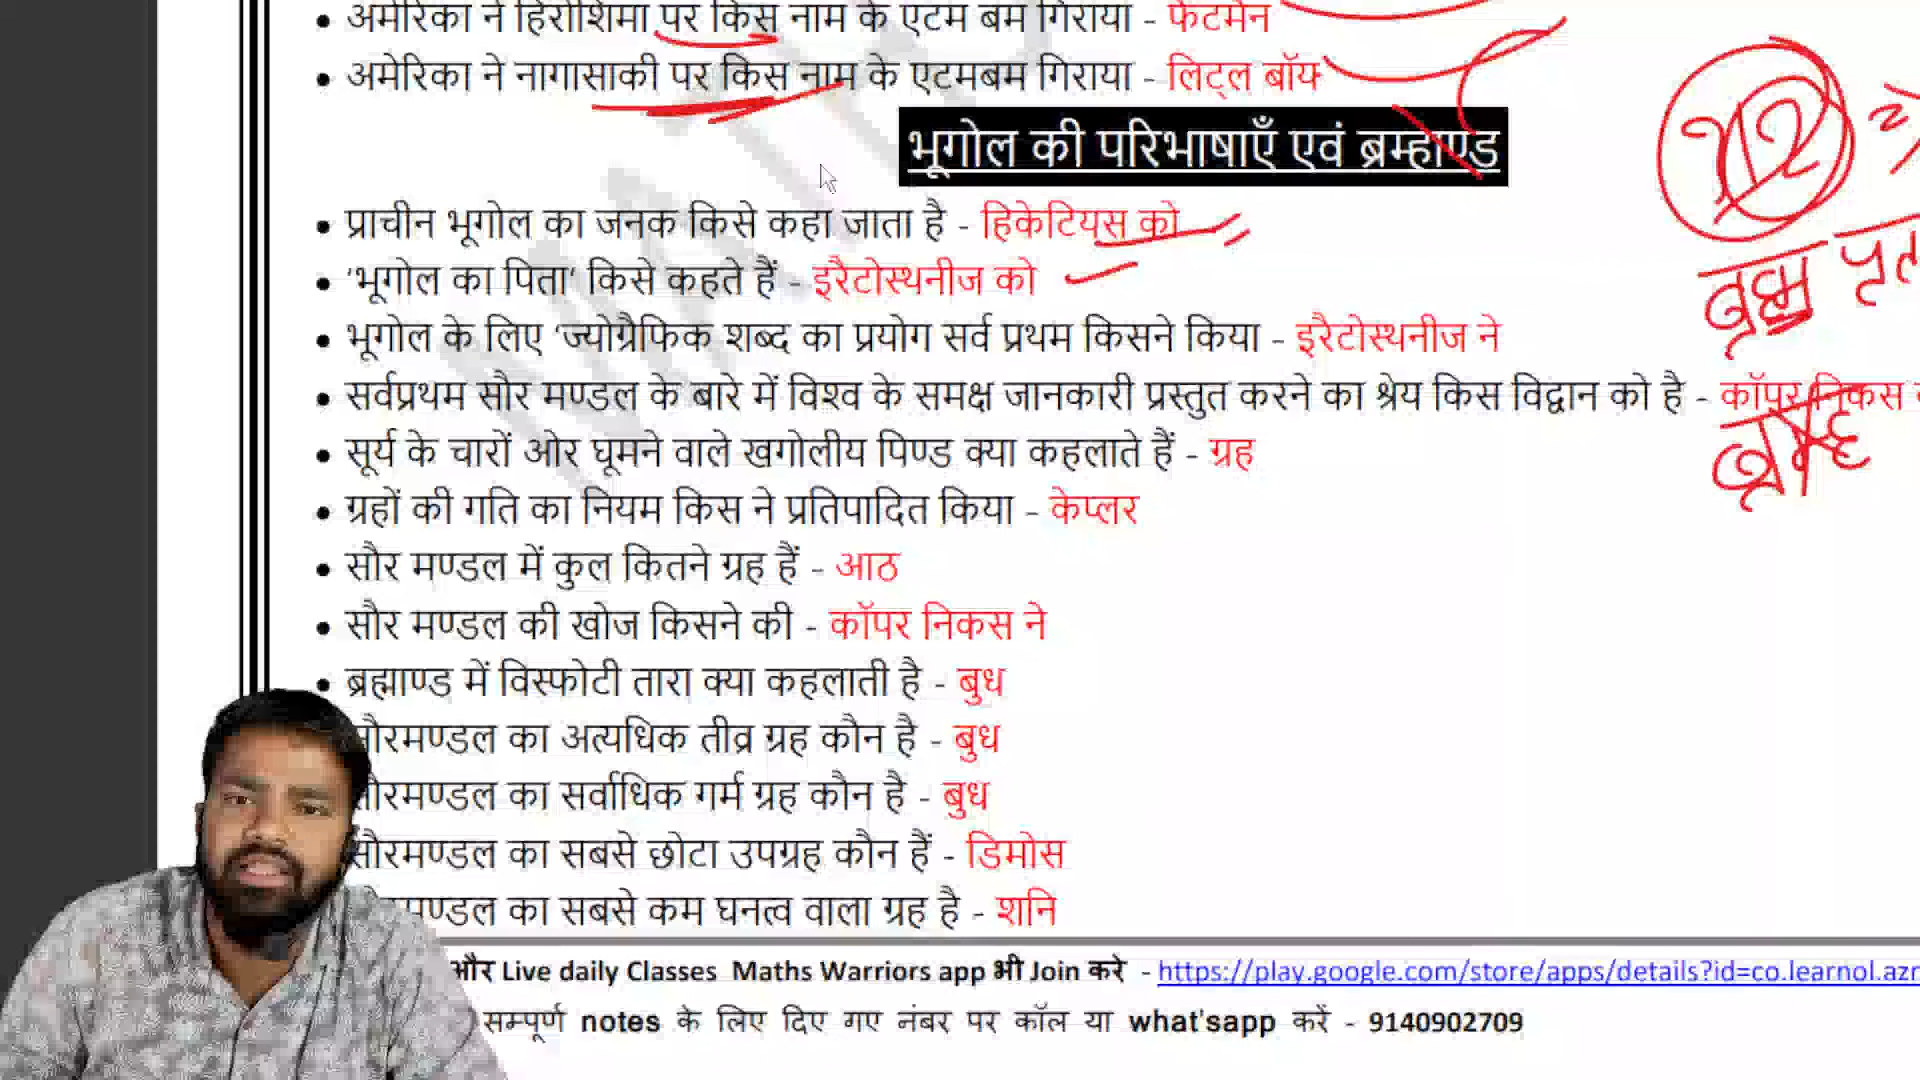 अमेरिका ने हिरोशिमा पर किस नाम के एटम बम गिराया - फैटमैन
अमेरिका ने नागासाकी पर किस नाम के एटमबम गिराया - लिट्ल बॉय
भूगोल की परिभाषाएँ एवं ब्रम्हाण्ड
प्राचीन भूगोल का जनक किसे कहा जाता है - हिकेटियस को
'भूगोल का पिता' किसे कहते हैं - इरैटोस्थनीज को
भूगोल के लिए 'ज्योग्रैफिक शब्द का प्रयोग सर्व प्रथम किसने किया - इरैटोस्थनीज ने
सर्वप्रथम सौर मण्डल के बारे में विश्व के समक्ष जानकारी प्रस्तुत करने का श्रेय किस विद्वान को है - कॉपर निकस
सूर्य के चारों ओर घूमने वाले खगोलीय पिण्ड क्या कहलाते हैं - ग्रह
ग्रहों की गति का नियम किस ने प्रतिपादित किया - केप्लर
सौर मण्डल में कुल कितने ग्रह हैं - आठ
सौर मण्डल की खोज किसने की - कॉपर निकस ने
ब्रह्माण्ड में विस्फोटी तारा क्या कहलाती है - बुध
सौरमण्डल का अत्यधिक तीव्र ग्रह कौन है - बुध
सौरमण्डल का सर्वाधिक गर्म ग्रह कौन है - बुध
सौरमण्डल का सबसे छोटा उपग्रह कौन हैं - डिमोस
मण्डल का सबसे कम घनत्व वाला ग्रह है - शनि
और Live daily Classes Maths Warriors app भी Join करे - https://play.google.com/store/apps/details?id=co.learnol.azr
सम्पूर्ण notes के लिए दिए गए नंबर पर कॉल या what'sapp करें - 9140902709
ब्रह्म